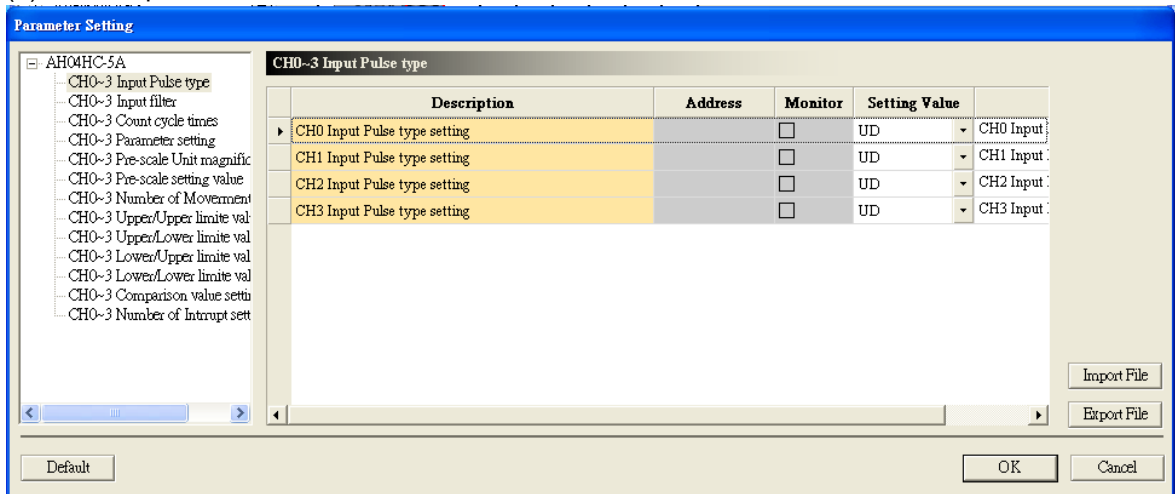 Parameter Setting
AH04HC-5A
CH0~3 Input Pulse type
CH0~3 Input filter
CH0~3 Count cycle times
CH0~3 Parameter setting
CH0~3 Pre-scale Unit magnific
CH0~3 Pre-scale setting value
CH0~3 Number of Movement
CH0~3 Upper/Upper limite val
CH0~3 Upper/Lower limite val
CH0~3 Lower/Upper limite val
CH0~3 Lower/Lower limite val
CH0~3 Comparison value settin
CH0~3 Number of Intrrupt sett
CH0~3 Input Pulse type
Description Address Monitor Setting Value
CH0 Input Pulse type setting UD CH0 Input
CH1 Input Pulse type setting UD CH1 Input
CH2 Input Pulse type setting UD CH2 Input
CH3 Input Pulse type setting UD CH3 Input
Import File
Export File
Default OK Cancel